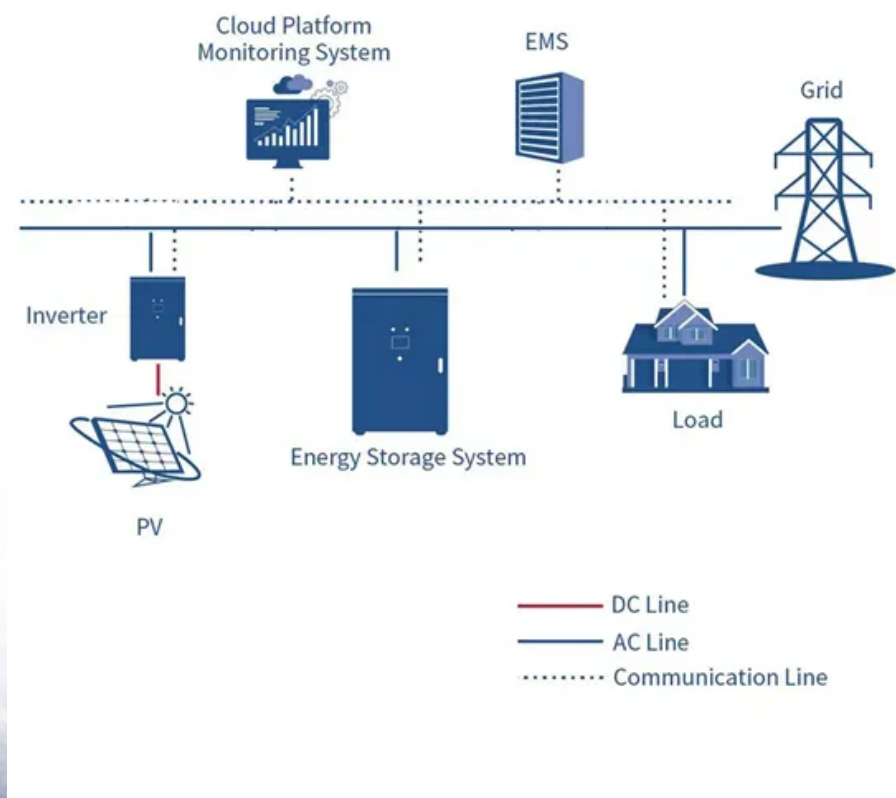 Cloud Platform
Monitoring System
EMS
Grid
Inverter
Load
Energy Storage System
PV
DC Line
AC Line
Communication Line